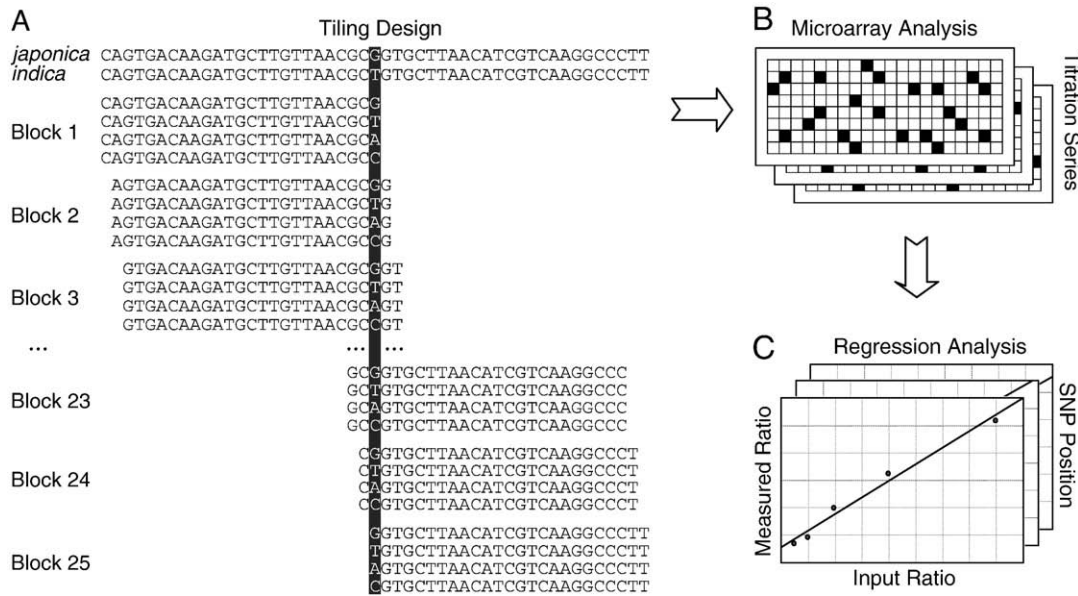 A
Tiling Design
japonica CAGTGACAAGATGCTTGTTAACGCGGTGCTTAACATCGTCAAGGCCCTT
indica CAGTGACAAGATGCTTGTTAACGCTGTGCTTAACATCGTCAAGGCCCTT
Block 1
CAGTGACAAGATGCTTGTTAACGCG
CAGTGACAAGATGCTTGTTAACGCT
CAGTGACAAGATGCTTGTTAACGCA
CAGTGACAAGATGCTTGTTAACGCC
Block 2
AGTGACAAGATGCTTGTTAACGCGG
AGTGACAAGATGCTTGTTAACGCTG
AGTGACAAGATGCTTGTTAACGCAG
AGTGACAAGATGCTTGTTAACGCCG
Block 3
GTGACAAGATGCTTGTTAACGCGGT
GTGACAAGATGCTTGTTAACGCTGT
GTGACAAGATGCTTGTTAACGCAGT
GTGACAAGATGCTTGTTAACGCCGT
... ... ...
Block 23
GCGGTGCTTAACATCGTCAAGGCCC
GCTGTGCTTAACATCGTCAAGGCCC
GCAGTGCTTAACATCGTCAAGGCCC
GCCGTGCTTAACATCGTCAAGGCCC
Block 24
CGGTGCTTAACATCGTCAAGGCCCT
CTGTGCTTAACATCGTCAAGGCCCT
CAGTGCTTAACATCGTCAAGGCCCT
CCGTGCTTAACATCGTCAAGGCCCT
Block 25
GGTGCTTAACATCGTCAAGGCCCTT
TGTGCTTAACATCGTCAAGGCCCTT
AGTGCTTAACATCGTCAAGGCCCTT
CGTGCTTAACATCGTCAAGGCCCTT
B
Microarray Analysis
Titration Series
C
Regression Analysis
Measured Ratio
SNP Position
Input Ratio